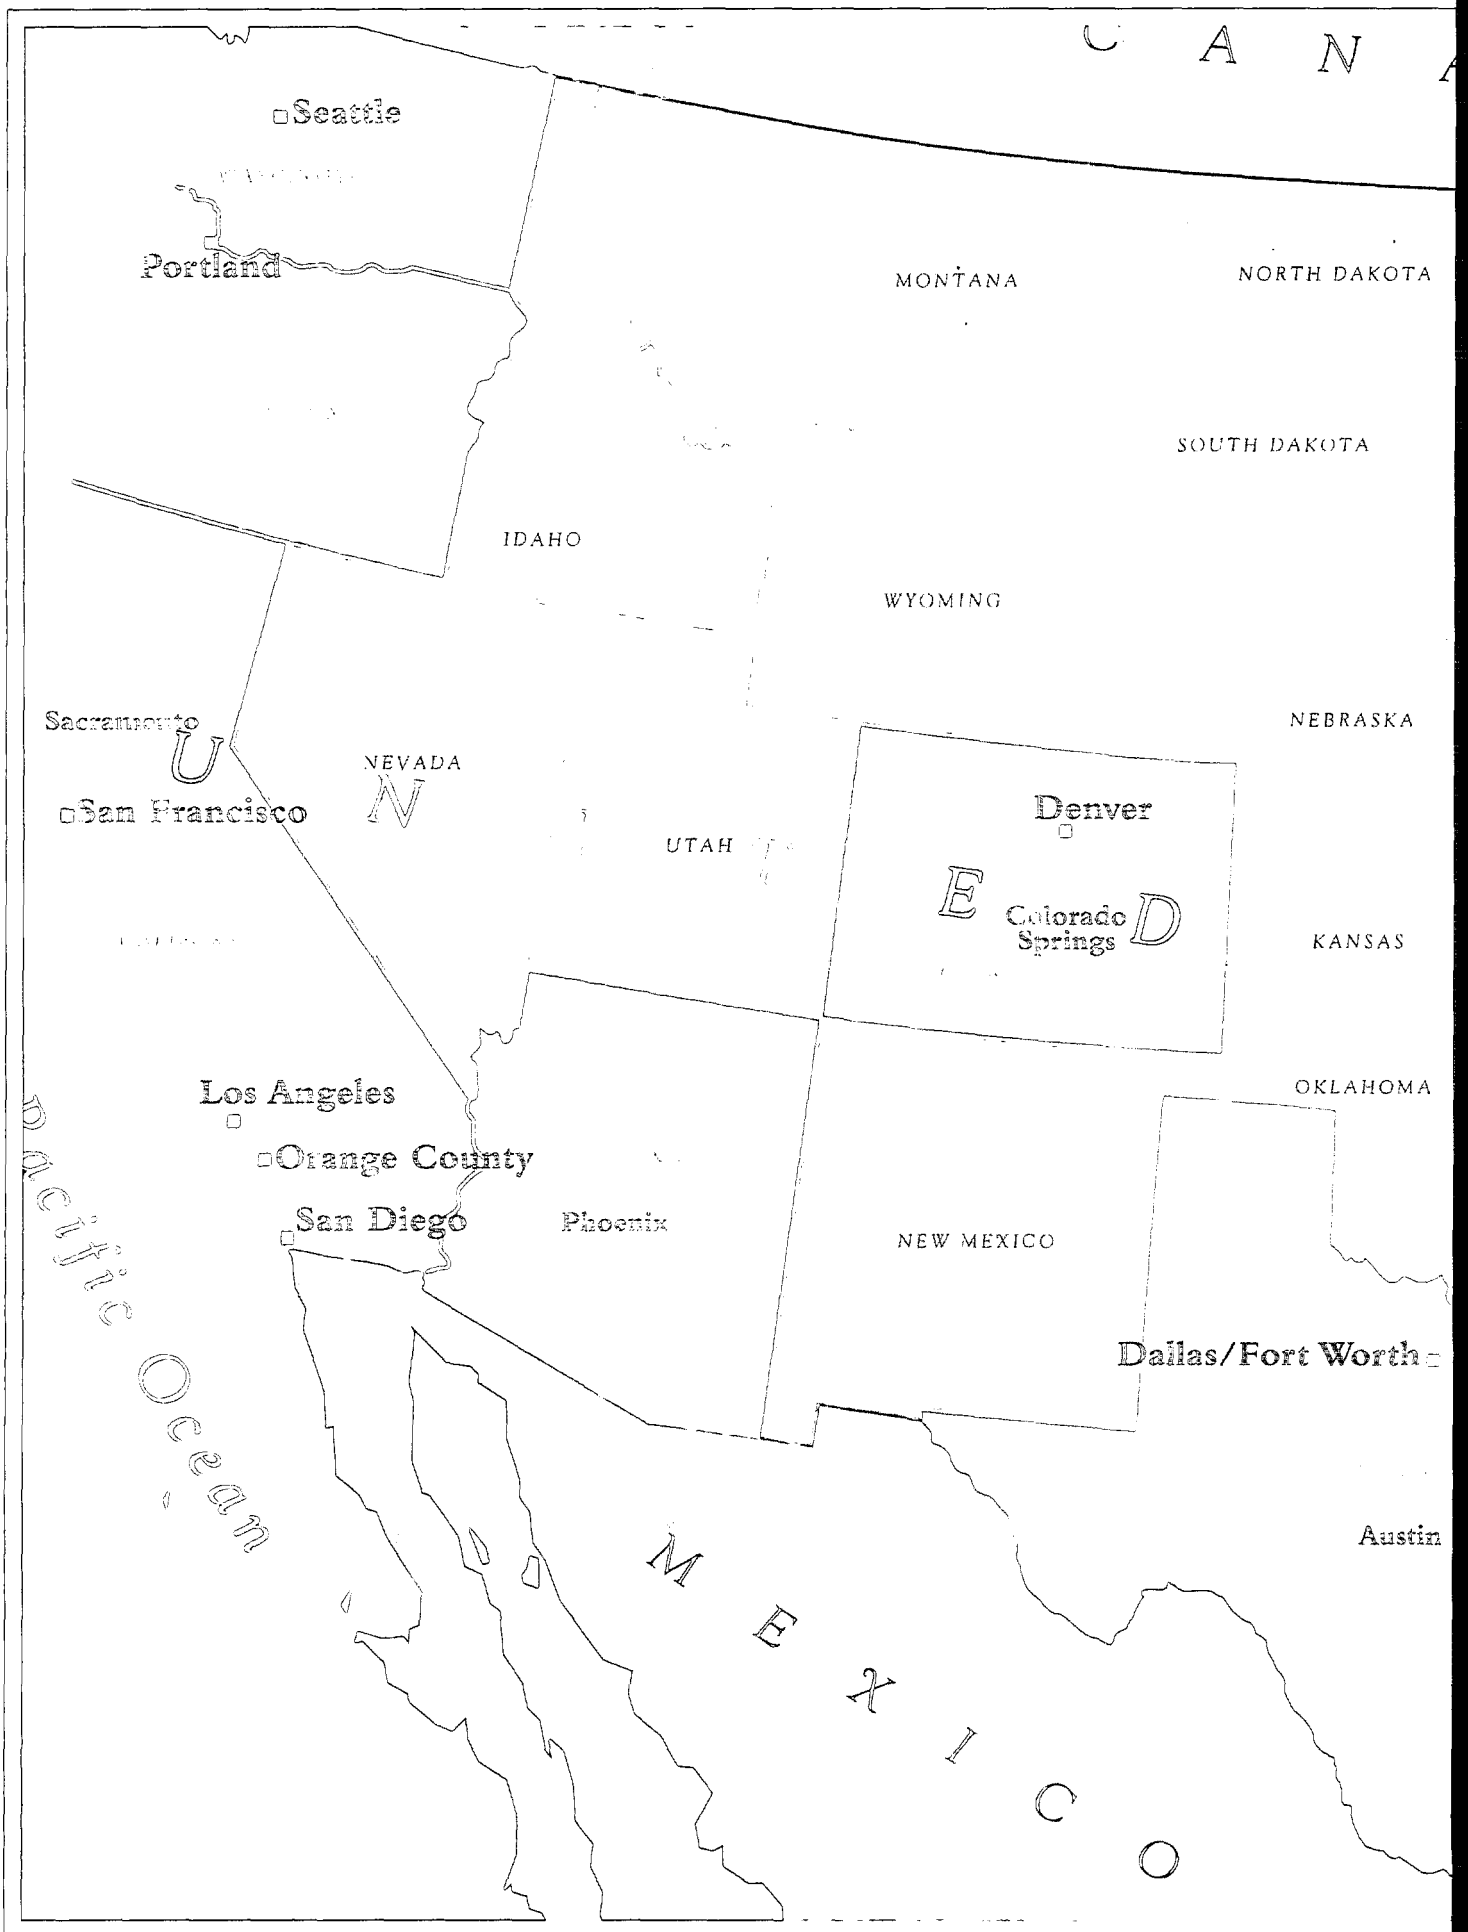 C A N
Seattle
Portland
MONTANA
NORTH DAKOTA
SOUTH DAKOTA
IDAHO
WYOMING
Sacramento
NEBRASKA
U N T E D
NEVADA
San Francisco
Denver
UTAH
Colorado
Springs
KANSAS
Los Angeles
OKLAHOMA
Orange County
San Diego
Phoenix
NEW MEXICO
Pacific Ocean
Dallas/Fort Worth
Austin
M E X I C O